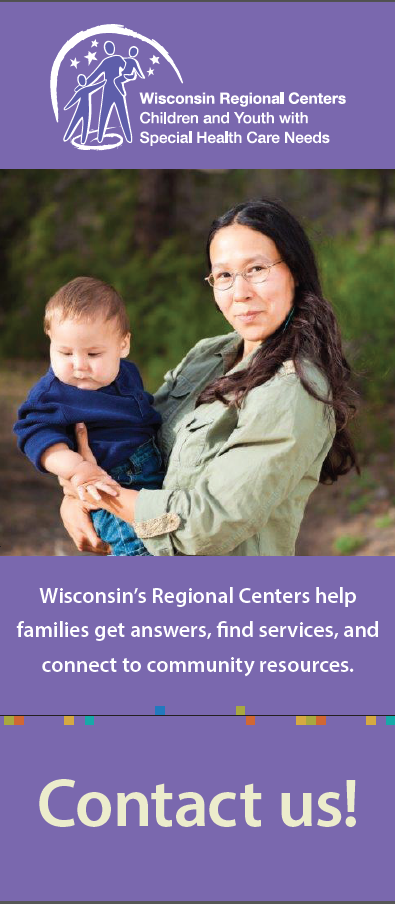 Wisconsin Regional Centers
Children and Youth with
Special Health Care Needs
Wisconsin’s Regional Centers help
families get answers, find services, and
connect to community resources.
Contact us!